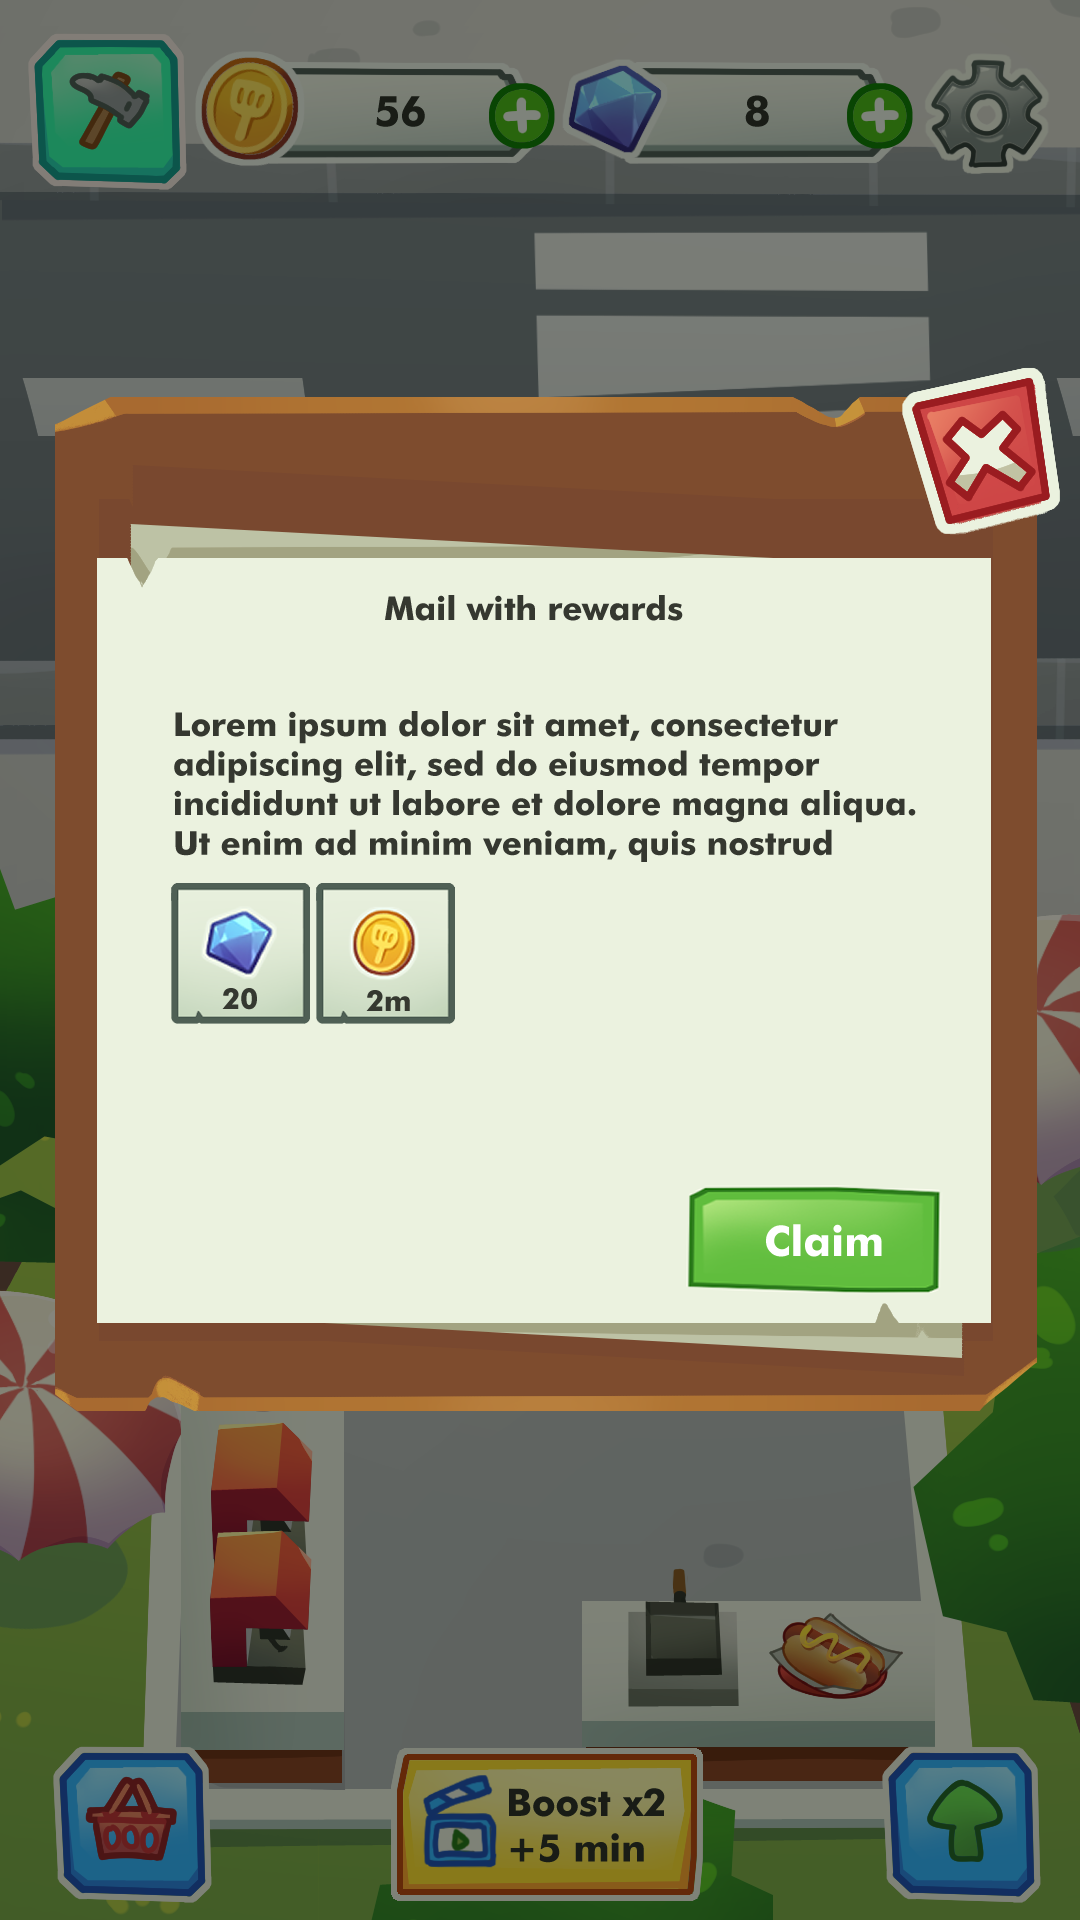 56
8
Mail with rewards
Lorem ipsum dolor sit amet, consectetur
adipiscing elit, sed do eiusmod tempor
incididunt ut labore et dolore magna aliqua.
Ut enim ad minim veniam, quis nostrud
20
2m
Claim
Boost x2
+5 min